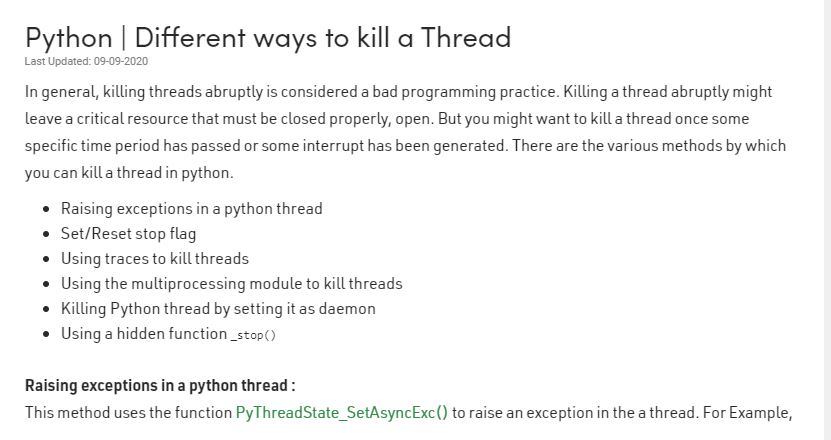 Python | Different ways to kill a Thread
Last Updated: 09-09-2020
In general, killing threads abruptly is considered a bad programming practice. Killing a thread abruptly might
leave a critical resource that must be closed properly, open. But you might want to kill a thread once some
specific time period has passed or some interrupt has been generated. There are the various methods by which
you can kill a thread in python.
• Raising exceptions in a python thread
• Set/Reset stop flag
• Using traces to kill threads
• Using the multiprocessing module to kill threads
• Killing Python thread by setting it as daemon
• Using a hidden function _stop()
Raising exceptions in a python thread :
This method uses the function PyThreadState_SetAsyncExc() to raise an exception in the a thread. For Example,